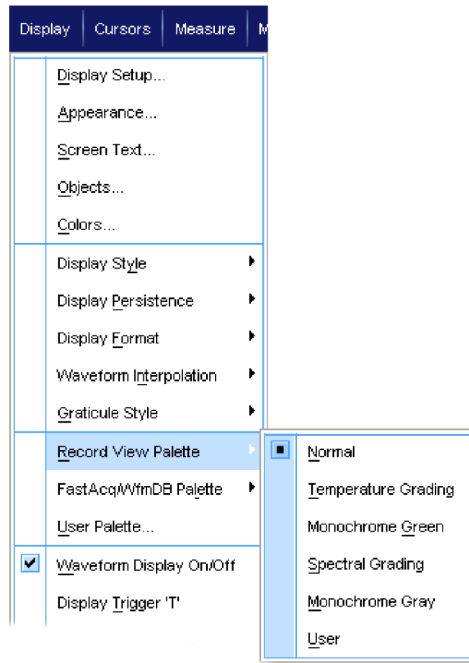 Display Cursors Measure
Display Setup...
Appearance...
Screen Text...
Objects...
Colors...
Display Style
Display Persistence
Display Format
Waveform Interpolation
Graticule Style
Record View Palette
FastAcq/WfmDB Palette
User Palette...
Waveform Display On/Off
Display Trigger 'T'
Normal
Temperature Grading
Monochrome Green
Spectral Grading
Monochrome Gray
User